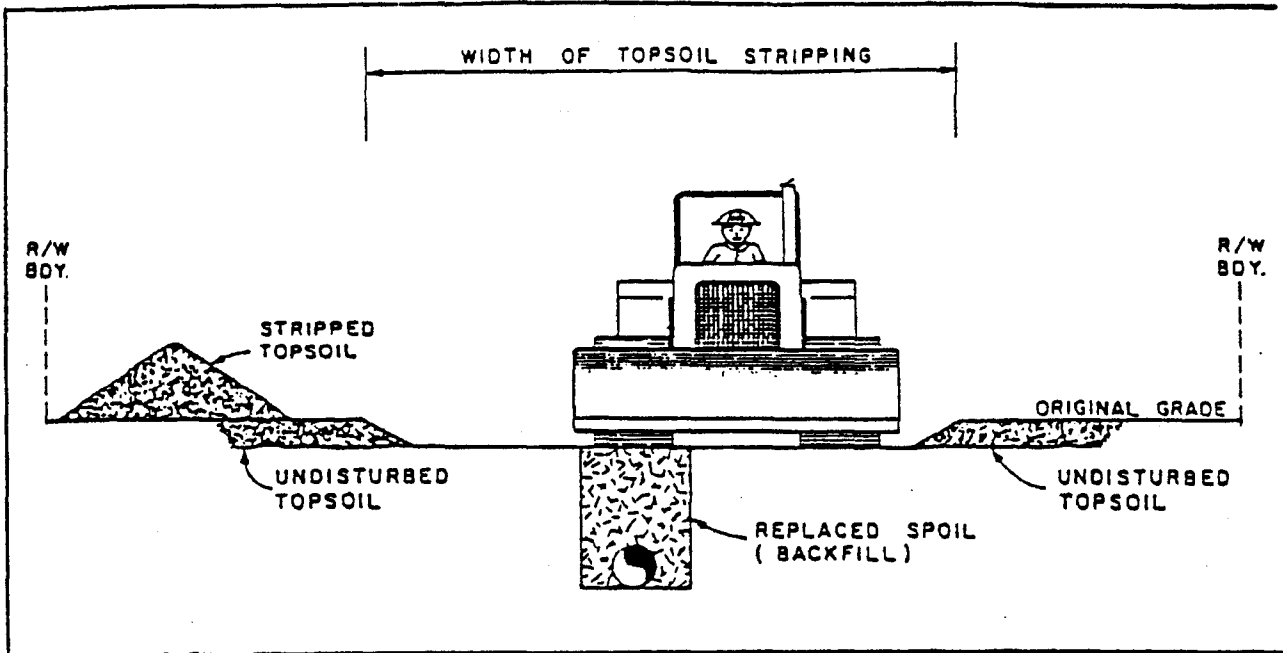 WIDTH OF TOPSOIL STRIPPING
R/W
BDY.
R/W
BDY.
STRIPPED
TOPSOIL
ORIGINAL GRADE
UNDISTURBED
TOPSOIL
UNDISTURBED
TOPSOIL
REPLACED SPOIL
(BACKFILL)